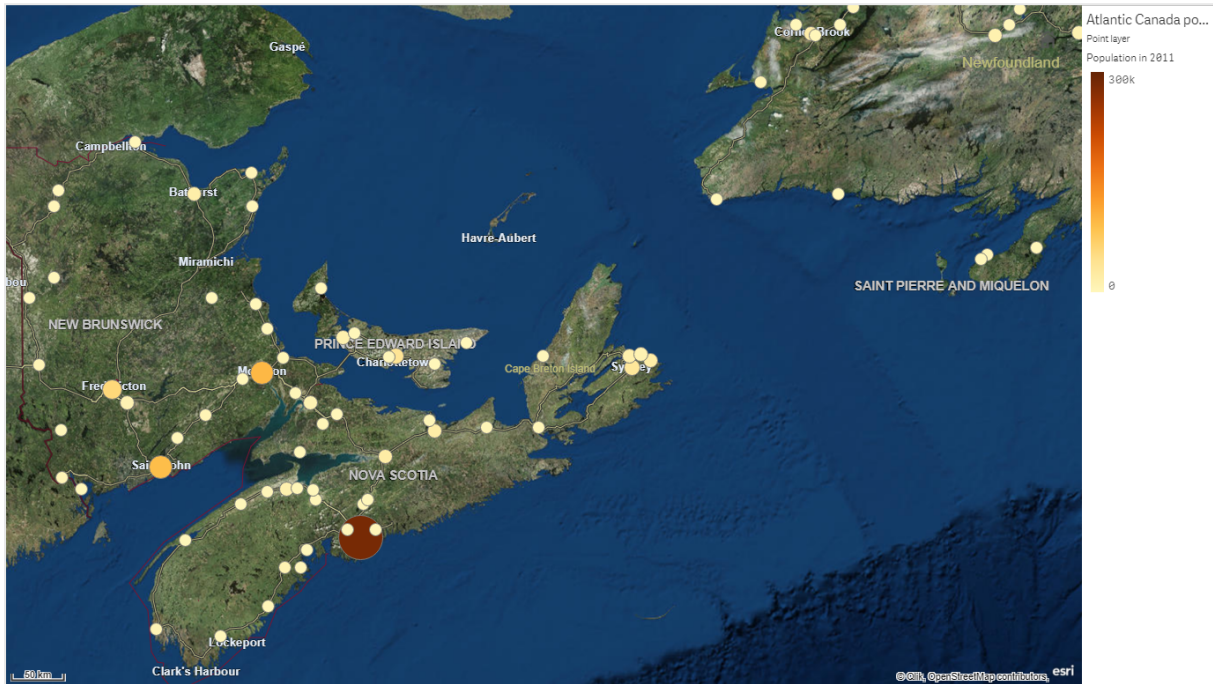 Gaspé
Corner Brook
Newfoundland
Campbellton
Bathurst
Havre-Aubert
Miramichi
bou
SAINT PIERRE AND MIQUELON
NEW BRUNSWICK
PRINCE EDWARD ISLAND
Charlottetown
Cape Breton Island
Sydney
Moncton
Fredericton
Saint John
NOVA SCOTIA
Lockeport
Clark's Harbour
50 km
© Qlik, OpenStreetMap contributors,
esri
Atlantic Canada po...
Point layer
Population in 2011
300k
0